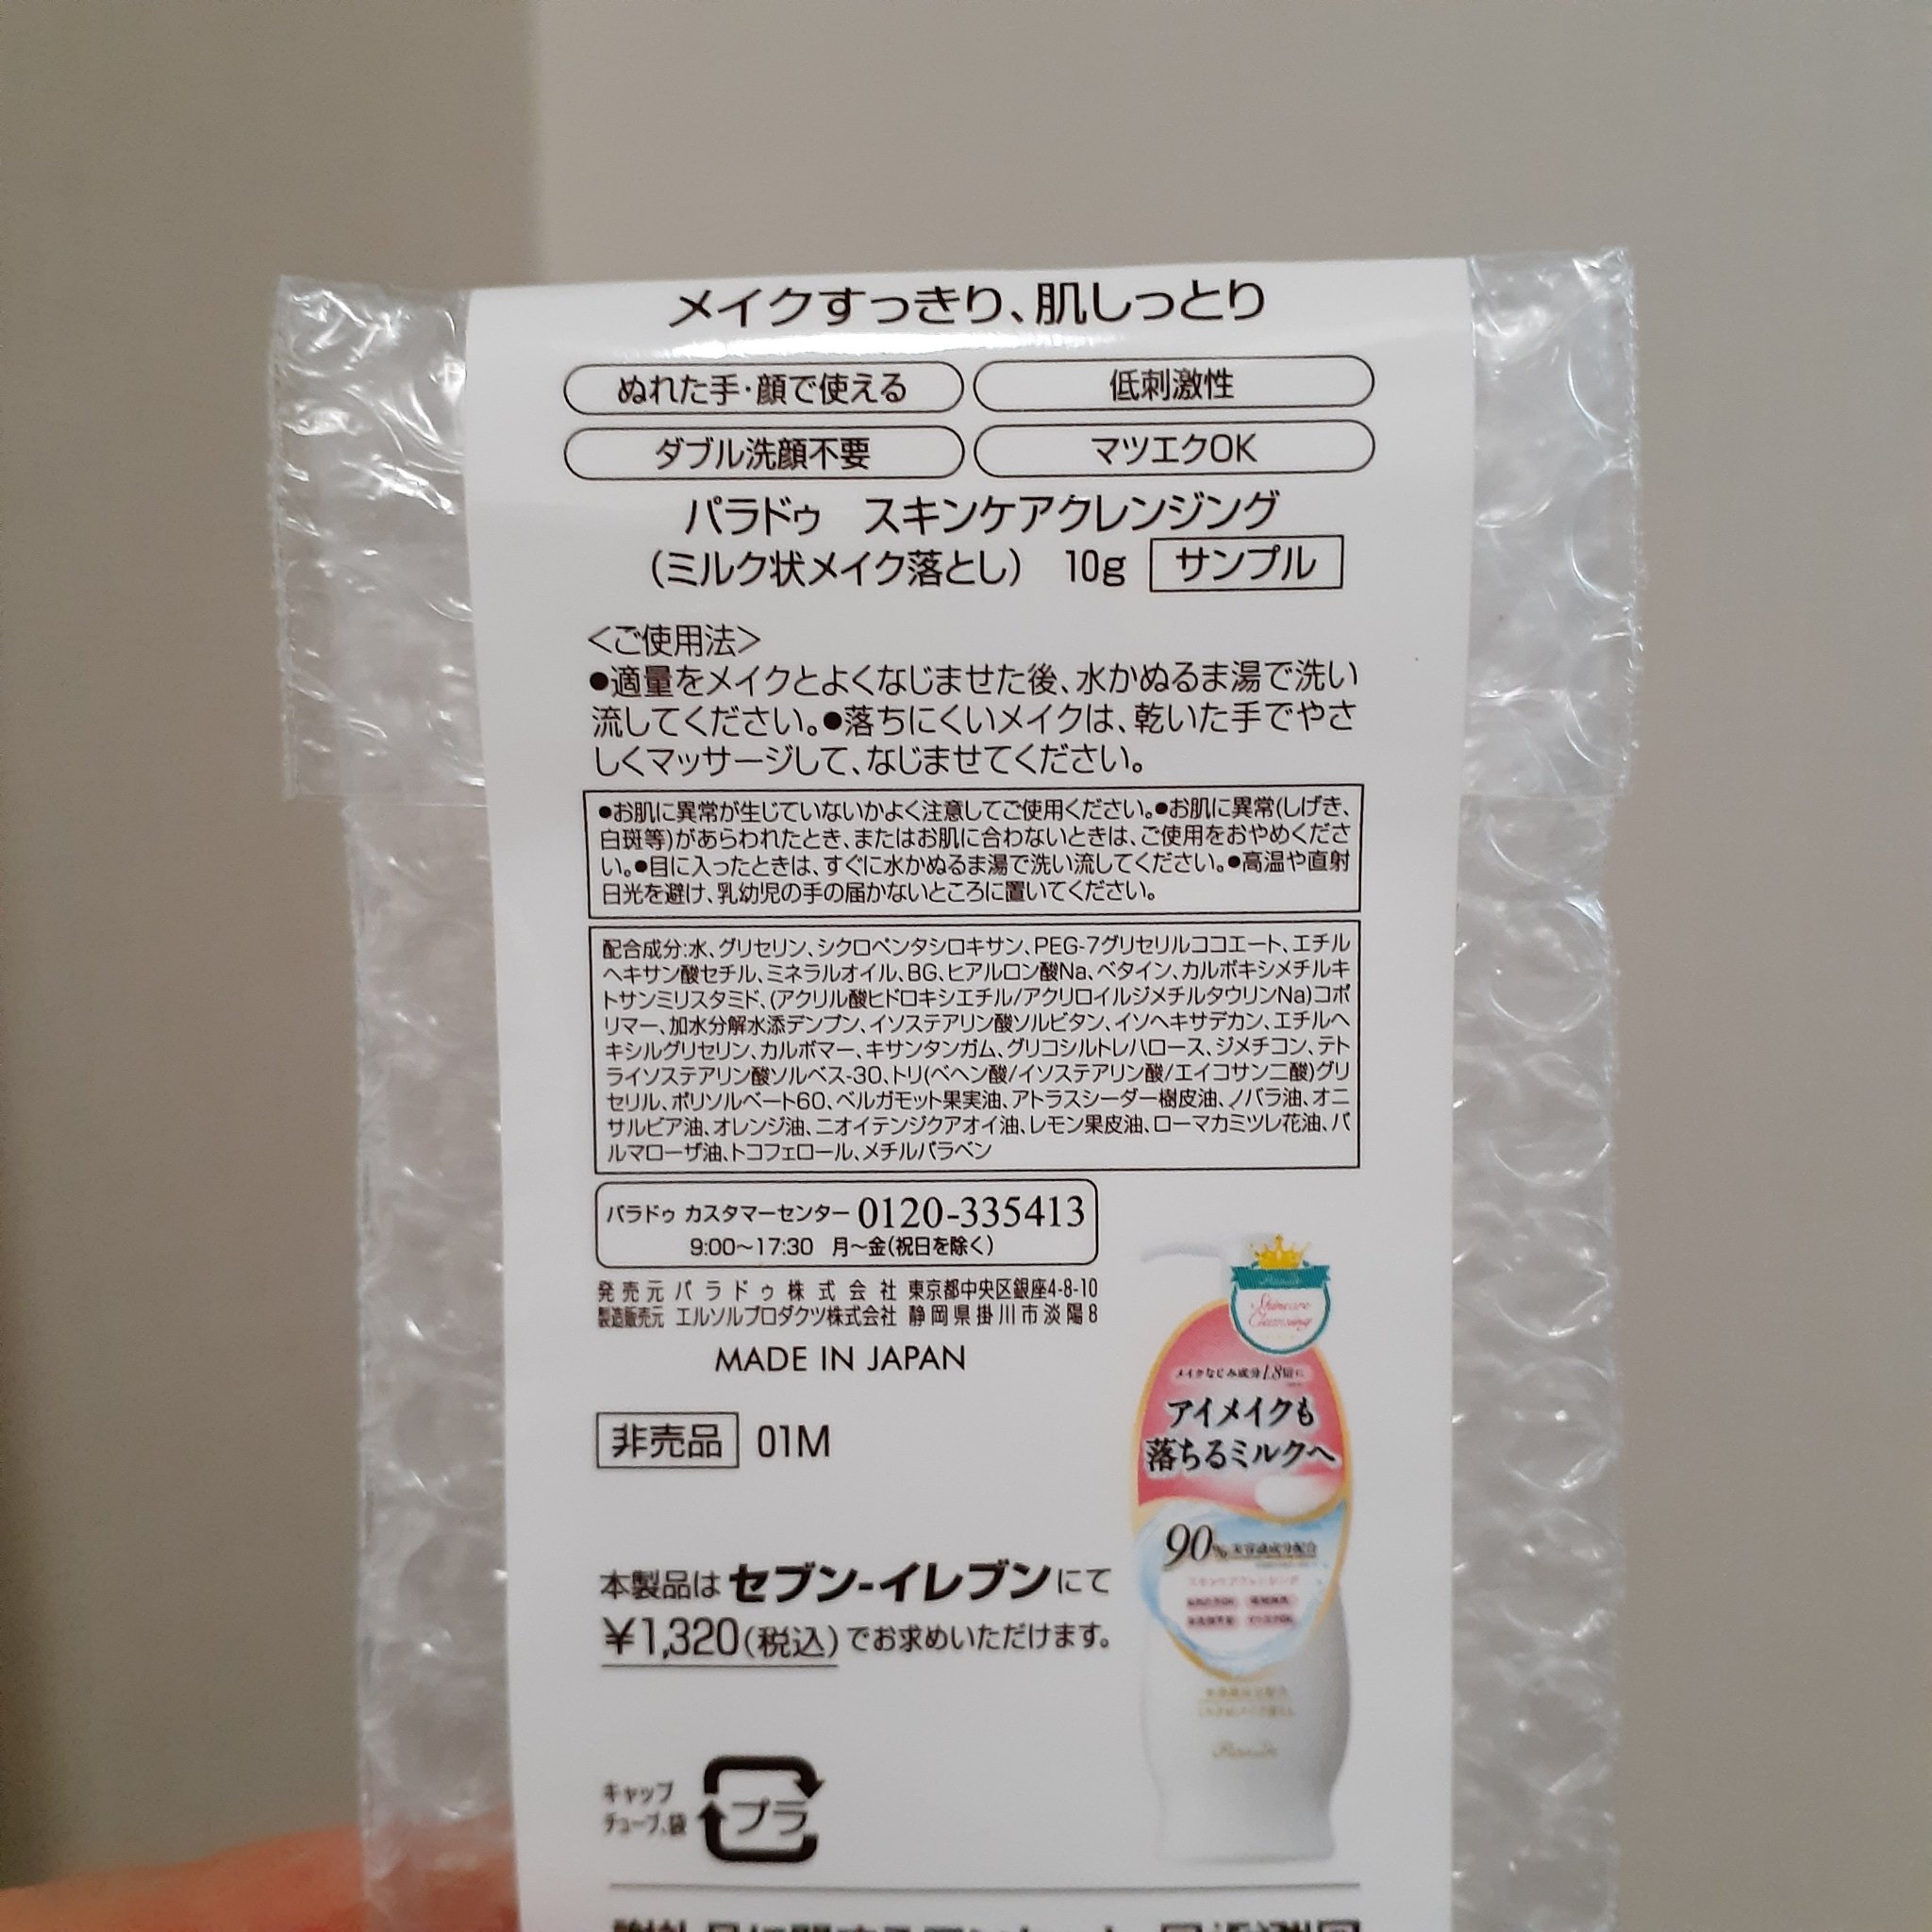 メイクすっきり、肌しっとり
ぬれた手・顔で使える
低刺激性
ダブル洗顔不要
マツエクOK
パラドゥ スキンケアクレンジング
(ミルク状メイク落とし) 10g サンプル
<ご使用法>
●適量をメイクとよくなじませた後、水かぬるま湯で洗い
流してください。●落ちにくいメイクは、乾いた手でやさ
しくマッサージして、なじませてください。
●お肌に異常が生じていないかよく注意してご使用ください。●お肌に異常(しげき、
白斑等)があらわれたとき、またはお肌に合わないときは、ご使用をおやめくださ
い。●目に入ったときは、すぐに水かぬるま湯で洗い流してください。●高温や直射
日光を避け、乳幼児の手の届かないところに置いてください。
配合成分:水、グリセリン、シクロペンタシロキサン、PEG-7グリセリルココエート、エチル
ヘキサン酸セチル、ミネラルオイル、BG、ヒアルロン酸Na、ベタイン、カルボキシメチルキ
トサンミリスタミド、(アクリル酸ヒドロキシエチル/アクリロイルジメチルタウリンNa)コポ
リマー、加水分解水添デンプン、イソステアリン酸ソルビタン、イソヘキサデカン、エチルヘ
キシルグリセリン、カルボマー、キサンタンガム、グリコシルトレハロース、ジメチコン、テト
ライソステアリン酸ソルベス-30、トリ(ベヘン酸/イソステアリン酸/エイコサン二酸)グリ
セリル、ポリソルベート60、ベルガモット果実油、アトラスシーダー樹皮油、ノバラ油、オニ
サルビア油、オレンジ油、ニオイテンジクアオイ油、レモン果皮油、ローマカミツレ花油、パ
ルマローザ油、トコフェロール、メチルパラベン
パラドゥ カスタマーセンター 0120-335413
9:00～17:30 月～金(祝日を除く)
発売元 パラドゥ株式会社 東京都中央区銀座4-8-10
製造販売元 エルソルプロダクツ株式会社 静岡県掛川市淡陽8
MADE IN JAPAN
非売品 01M
Skincare
Cleansing
メイクなじみ成分1.8倍に
アイメイクも
落ちるミルクへ
90%美容液成分配合
スキンケアクレンジング
本製品はセブン-イレブンにて
¥1,320(税込)でお求めいただけます。
キャップ
チューブ、袋
プラ